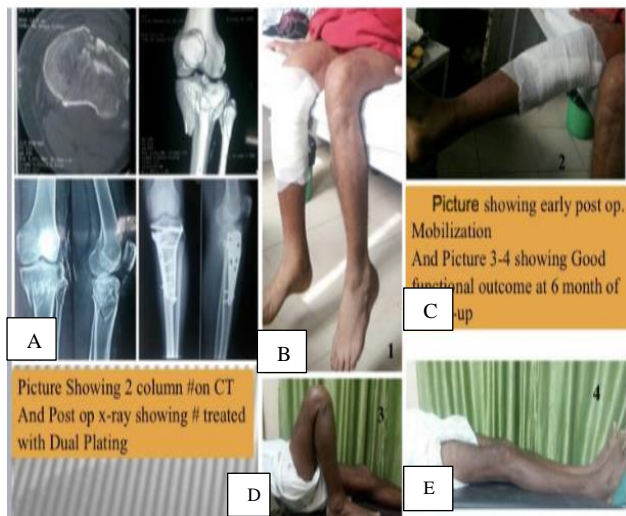 A
B
1
2
Picture showing early post op.
Mobilization
And Picture 3-4 showing Good
functional outcome at 6 month of
-up
C
Picture Showing 2 column #on CT
And Post op x-ray showing # treated
with Dual Plating
3
D
4
E